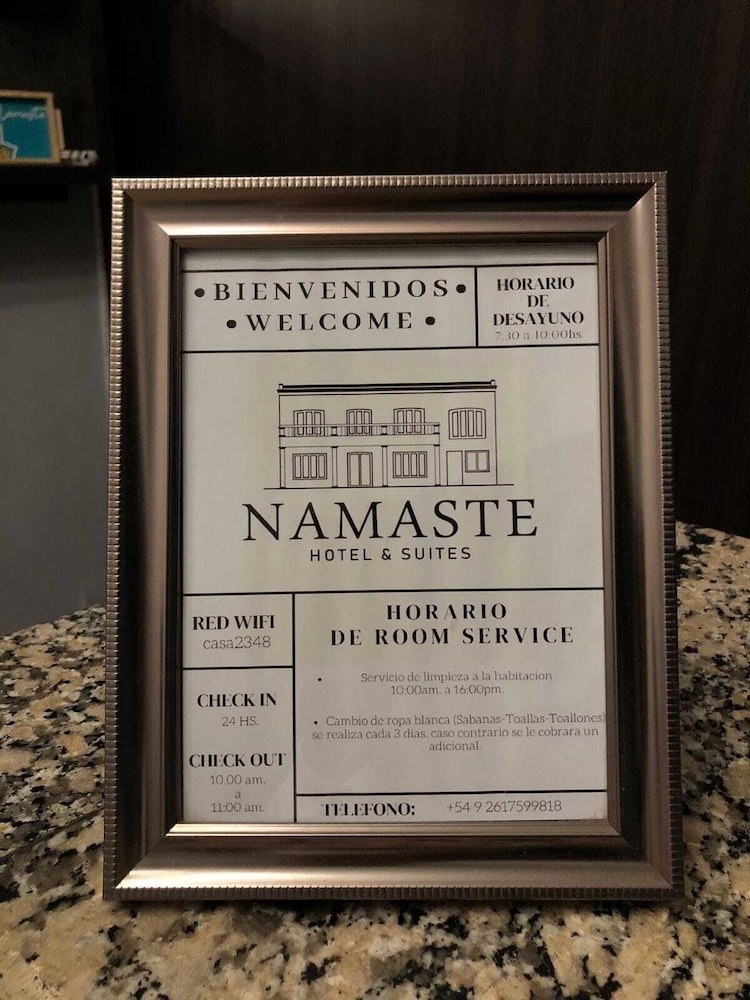 • BIENVENIDOS •
• WELCOME •
HORARIO
DE
DESAYUNO
7:30 a 10:00hs
NAMASTE
HOTEL & SUITES
RED WIFI
casa2348
CHECK IN
24 HS.
CHECK OUT
10.00 am.
a
11:00 am.
HORARIO
DE ROOM SERVICE
• Servicio de limpieza a la habitacion
10:00am. a 16:00pm.
• Cambio de ropa blanca (Sabanas-Toallas-Toallones)
se realiza cada 3 dias. caso contrario se le cobrara un
adicional.
TELEFONO: +54 9 2617599818